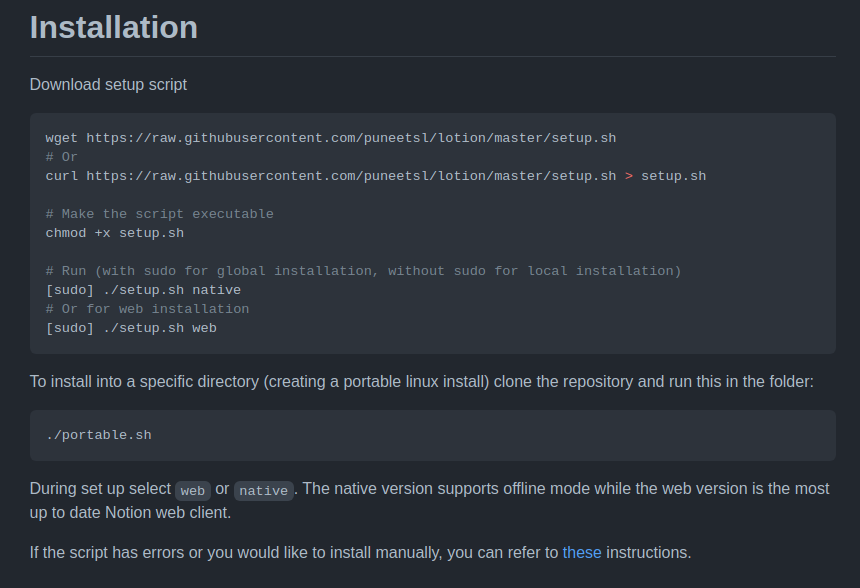 Installation
Download setup script
wget https://raw.githubusercontent.com/puneetsl/lotion/master/setup.sh
# Or
curl https://raw.githubusercontent.com/puneetsl/lotion/master/setup.sh > setup.sh
# Make the script executable
chmod +x setup.sh
# Run (with sudo for global installation, without sudo for local installation)
[sudo] ./setup.sh native
# Or for web installation
[sudo] ./setup.sh web
To install into a specific directory (creating a portable linux install) clone the repository and run this in the folder:
./portable.sh
During set up select web or native. The native version supports offline mode while the web version is the most
up to date Notion web client.
If the script has errors or you would like to install manually, you can refer to these instructions.